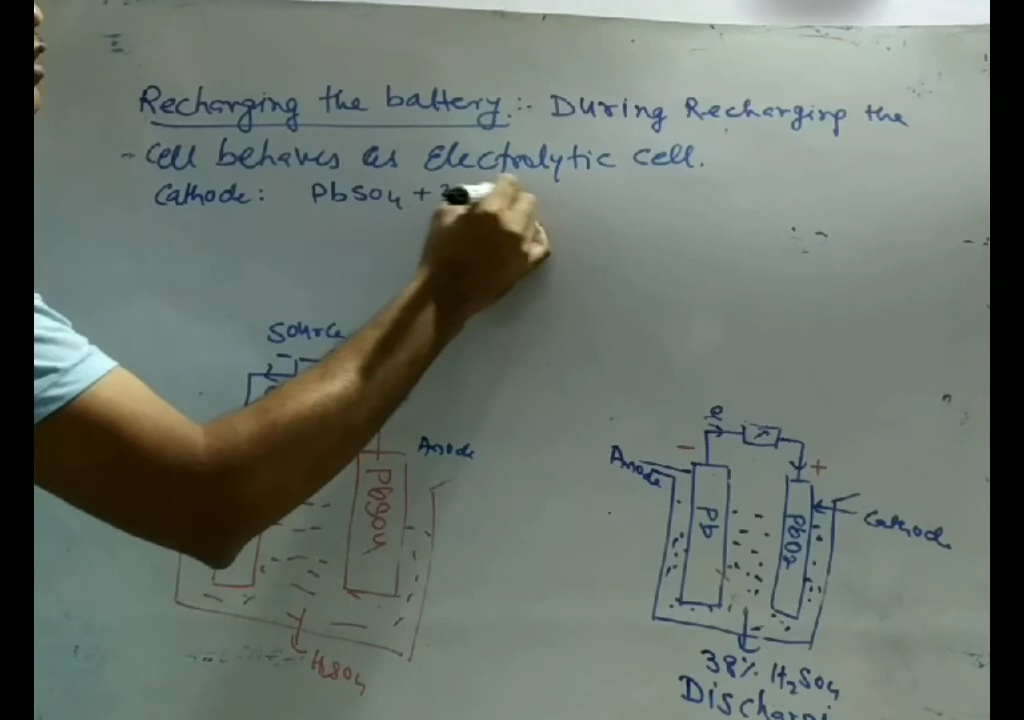 Recharging the battery:- During Recharging the
- Cell behaves as Electrolytic cell.
Cathode: PbSO4 +
Source
-
Anode
PbSO4
H2SO4
- +
Anode
Pb
PbO2
Cathode
38% H2SO4
Dischargi